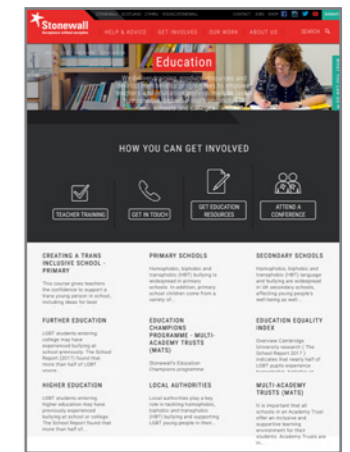 STONEWALL SCOTLAND CYMRU YOUNG STONEWALL CONTACT JOBS SHOP
Stonewall
Acceptance without exception
HELP & ADVICE GET INVOLVED OUR WORK ABOUT US SEARCH
Education
HOW YOU CAN GET INVOLVED
TEACHER TRAINING
GET IN TOUCH
GET EDUCATION
RESOURCES
ATTEND A
CONFERENCE
CREATING A TRANS
INCLUSIVE SCHOOL -
PRIMARY
This course gives teachers
the confidence to support a
trans young person in school,
including ideas for best
PRIMARY SCHOOLS
Homophobic, biphobic and
transphobic (HBT) bullying is
widespread in primary
schools. In addition, primary
school children come from a
variety of..
SECONDARY SCHOOLS
Homophobic, biphobic and
transphobic (HBT) language
and bullying are widespread
in UK secondary schools,
affecting young people's
well-being as well..
FURTHER EDUCATION
LGBT students entering
college may have
experienced bullying at
school previously. The School
Report (2017) found that
more than half of LGBT
EDUCATION
CHAMPIONS
PROGRAMME - MULTI-
ACADEMY TRUSTS
(MATS)
Stonewall's Education
Champions programme
EDUCATION EQUALITY
INDEX
Overview Cambridge
University research ( The
School Report 2017 )
indicates that nearly half of
LGBT pupils experience
HIGHER EDUCATION
LGBT students entering
higher education may have
previously experienced
bullying at school or college.
The School Report found that
more than half of..
LOCAL AUTHORITIES
Local authorities play a key
role in tackling homophobic,
biphobic and transphobic
(HBT) bullying and supporting
LGBT young people in their..
MULTI-ACADEMY
TRUSTS (MATS)
It is important that all
schools in an Academy Trust
offer an inclusive and
supportive learning
environment for their
students. Academy Trusts are
in..